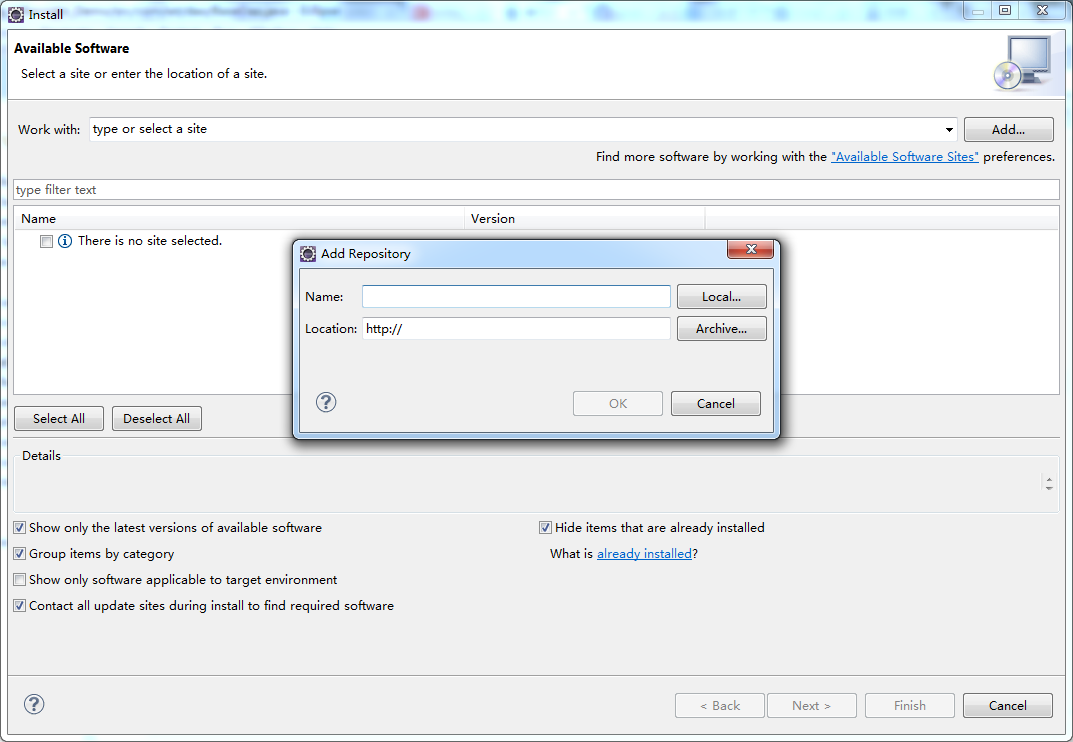 Install
Available Software
Select a site or enter the location of a site.
Work with: type or select a site Add...
Find more software by working with the "Available Software Sites" preferences.
type filter text
Name Version
There is no site selected.
Add Repository
Name: Local...
Location: http:// Archive...
OK Cancel
Select All Deselect All
Details
Show only the latest versions of available software Hide items that are already installed
Group items by category What is already installed?
Show only software applicable to target environment
Contact all update sites during install to find required software
< Back Next > Finish Cancel